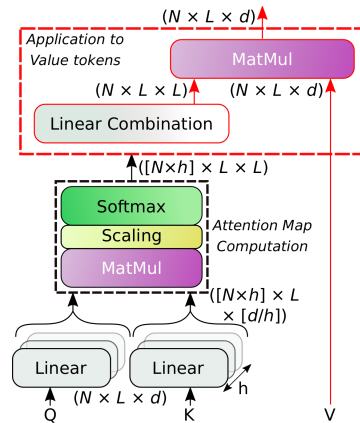 (N × L × d)
Application to
Value tokens
MatMul
(N × L × L)
(N × L × d)
Linear Combination
([N×h] × L × L)
Softmax
Scaling
MatMul
Attention Map
Computation
([N×h] × L
× [d/h])
Linear
Linear
h
Q
(N × L × d)
K
V